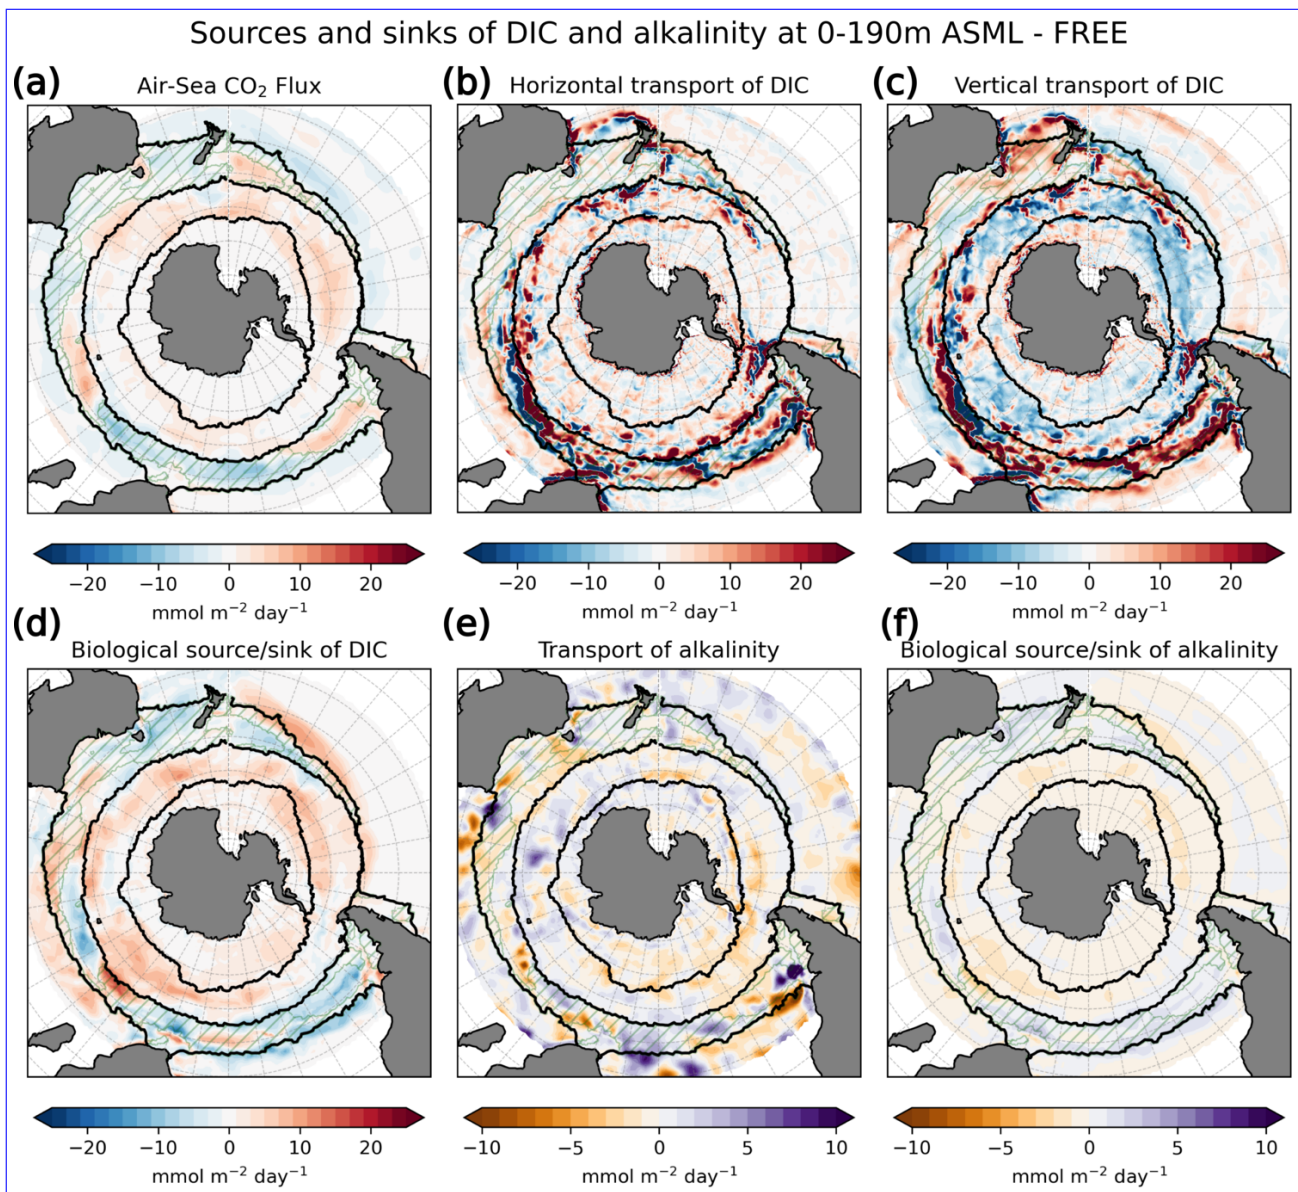 Sources and sinks of DIC and alkalinity at 0-190m ASML - FREE
(a) (b) (c)
Air-Sea CO₂ Flux Horizontal transport of DIC Vertical transport of DIC
−20 −10 0 10 20 −20 −10 0 10 20 −20 −10 0 10 20
mmol m⁻² day⁻¹ mmol m⁻² day⁻¹ mmol m⁻² day⁻¹
(d) (e) (f)
Biological source/sink of DIC Transport of alkalinity Biological source/sink of alkalinity
−20 −10 0 10 20 −10 −5 0 5 10 −10 −5 0 5 10
mmol m⁻² day⁻¹ mmol m⁻² day⁻¹ mmol m⁻² day⁻¹